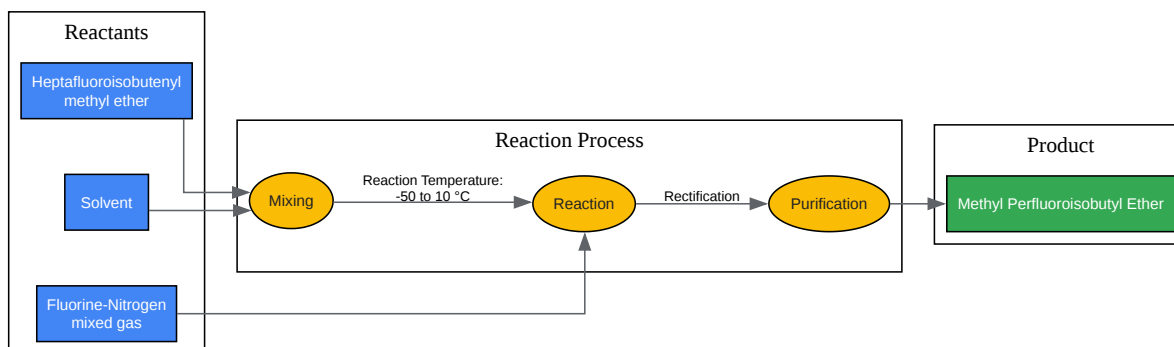 Reactants
Heptafluoroisobutenyl
methyl ether
Solvent
Fluorine-Nitrogen
mixed gas
Reaction Process
Mixing
Reaction Temperature:
-50 to 10 °C
Reaction
Rectification
Purification
Product
Methyl Perfluoroisobutyl Ether